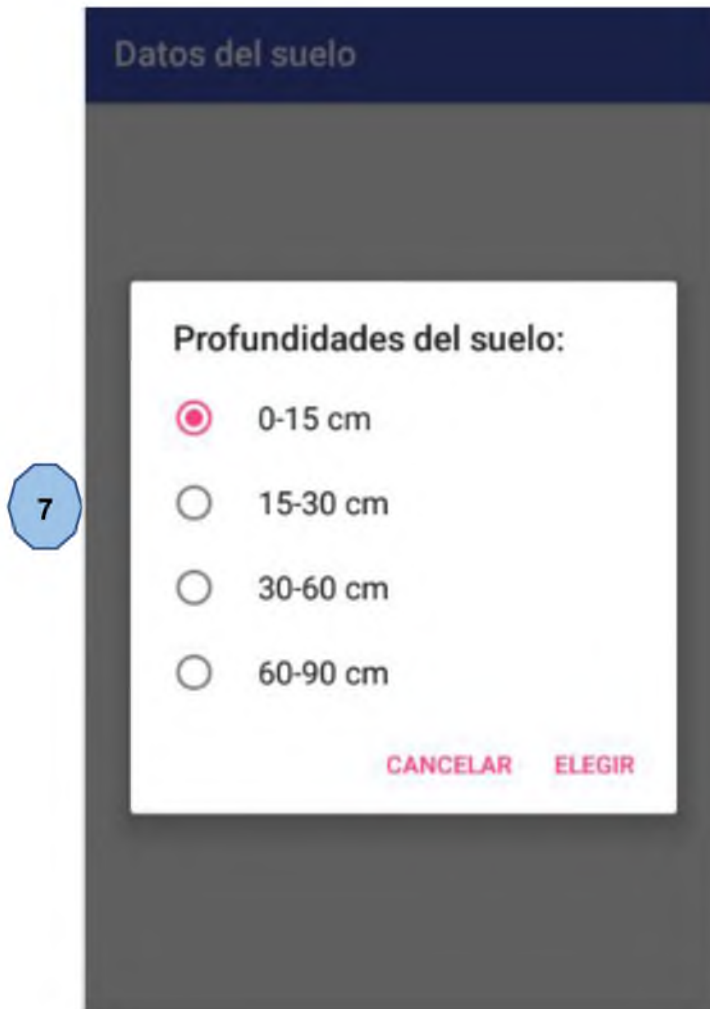 Datos del suelo
Profundidades del suelo:
0-15 cm
7
15-30 cm
30-60 cm
60-90 cm
CANCELAR ELEGIR